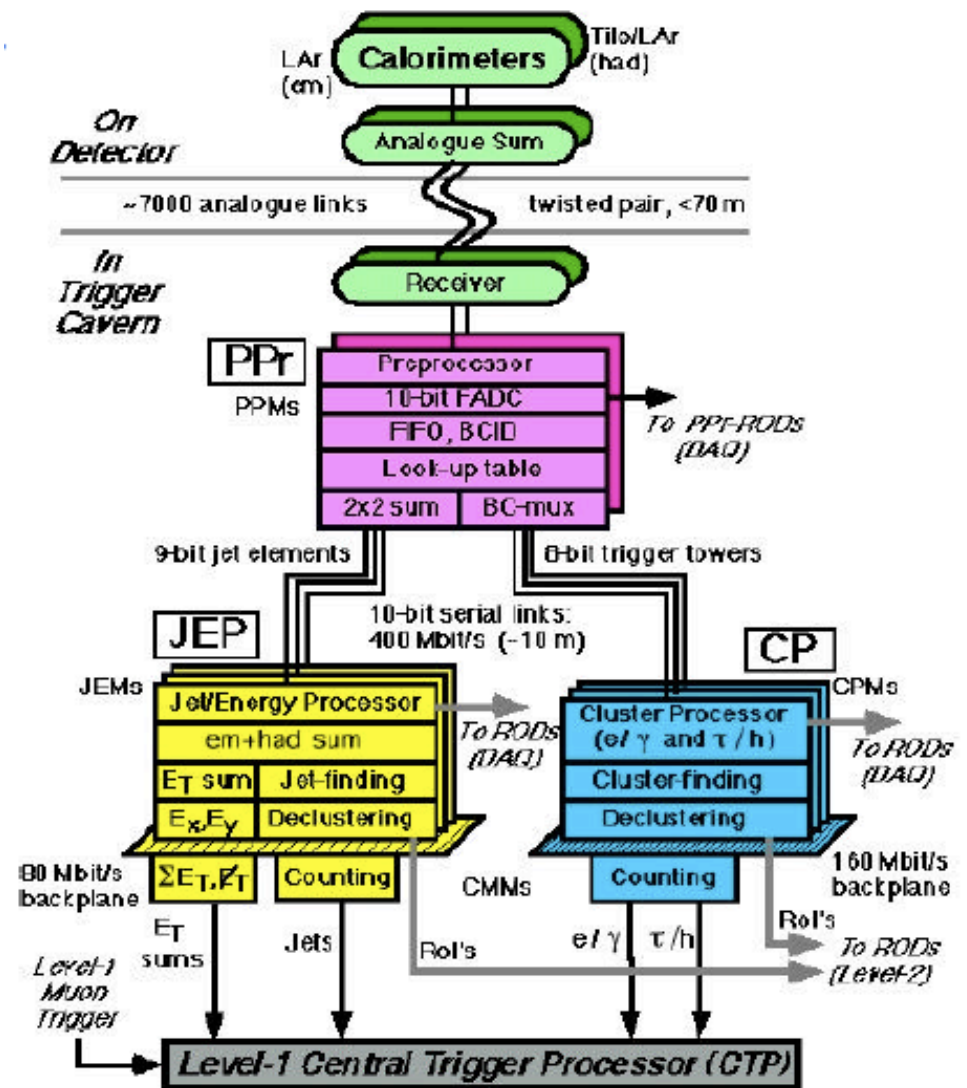 Calorimeters
LAr
(em)
Tile/LAr
(had)
On
Detector
Analogue Sum
~7000 analogue links
twisted pair, <70 m
In
Trigger
Cavern
Receiver
PPr
PPMs
Preprocessor
10-bit FADC
FIFO, BCID
Look-up table
2x2 sum
BC-mux
To PPr-RODs
(DAQ)
9-bit jet elements
8-bit trigger towers
10-bit serial links:
400 Mbit/s (~10 m)
JEP
JEMs
Jet/Energy Processor
em+had sum
ET sum
Jet-finding
Ex,Ey
Declustering
To RODs
(DAQ)
CP
CPMs
Cluster Processor
(e/γ and τ/h)
Cluster-finding
Declustering
To RODs
(DAQ)
80 Mbit/s
backplane
ΣET,E̸T
Counting
CMMs
Counting
160 Mbit/s
backplane
ET
sums
Jets
RoI's
e/γ
τ/h
RoI's
To RODs
(Level-2)
Level-1
Muon
Trigger
Level-1 Central Trigger Processor (CTP)